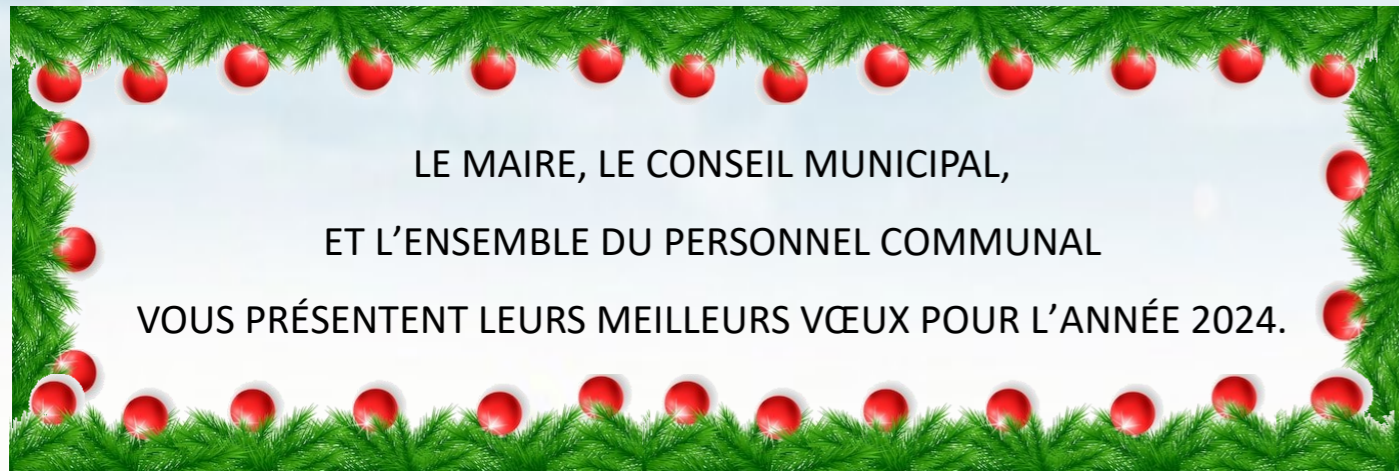 LE MAIRE, LE CONSEIL MUNICIPAL,
ET L’ENSEMBLE DU PERSONNEL COMMUNAL
VOUS PRÉSENTENT LEURS MEILLEURS VŒUX POUR L’ANNÉE 2024.